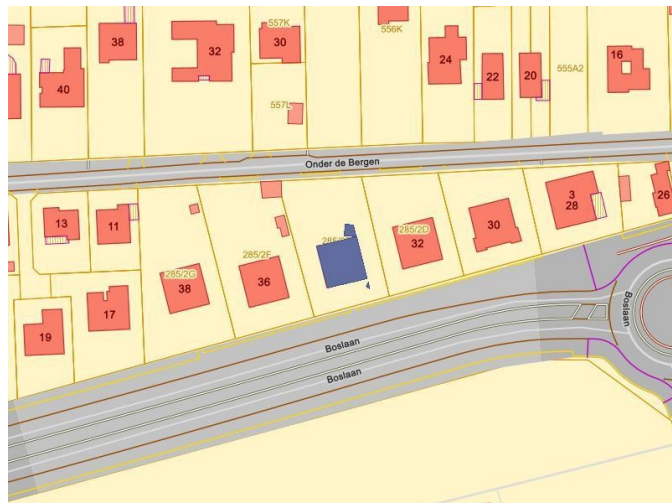 557K
556K
38
32
30
24
22
20
555A2
16
40
557L
Onder de Bergen
13
11
285/2G
38
285/2F
36
285/2D
32
30
3
28
26
17
19
Boslaan
Boslaan
Boslaan